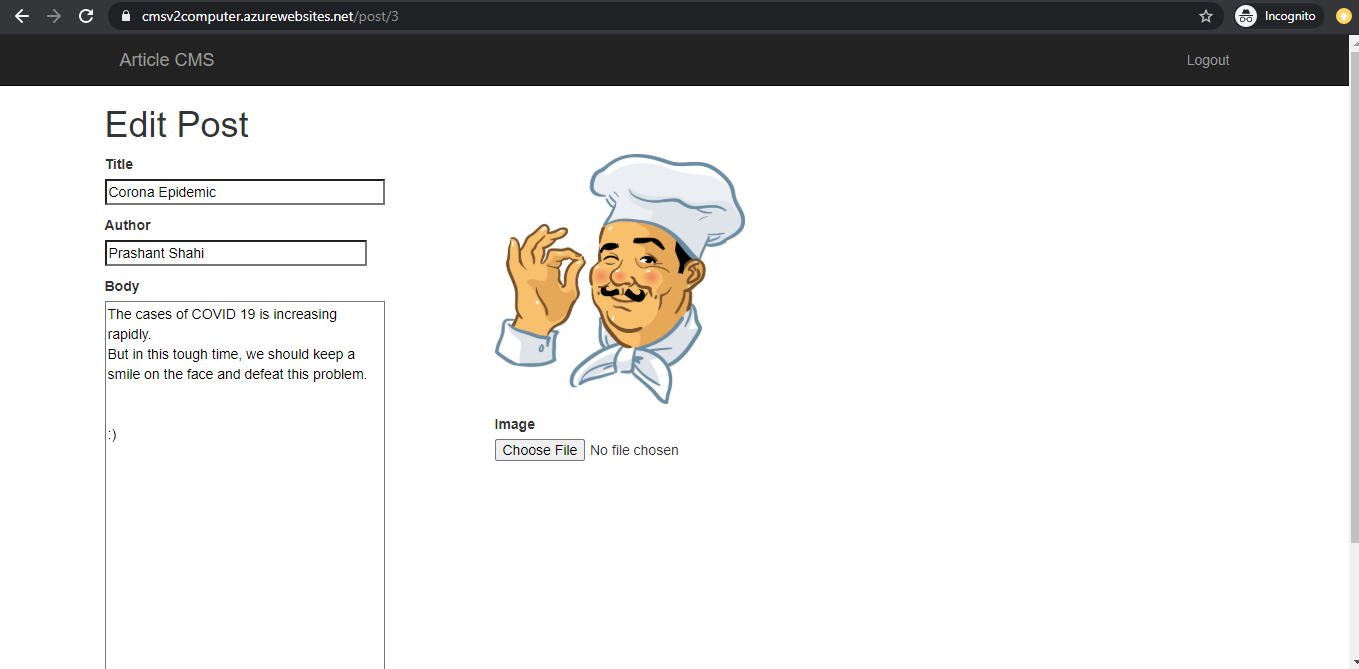 cmsv2computer.azurewebsites.net/post/3
Incognito
Article CMS
Logout
Edit Post
Title
Corona Epidemic
Author
Prashant Shahi
Body
The cases of COVID 19 is increasing
rapidly.
But in this tough time, we should keep a
smile on the face and defeat this problem.
:)
Image
Choose File No file chosen